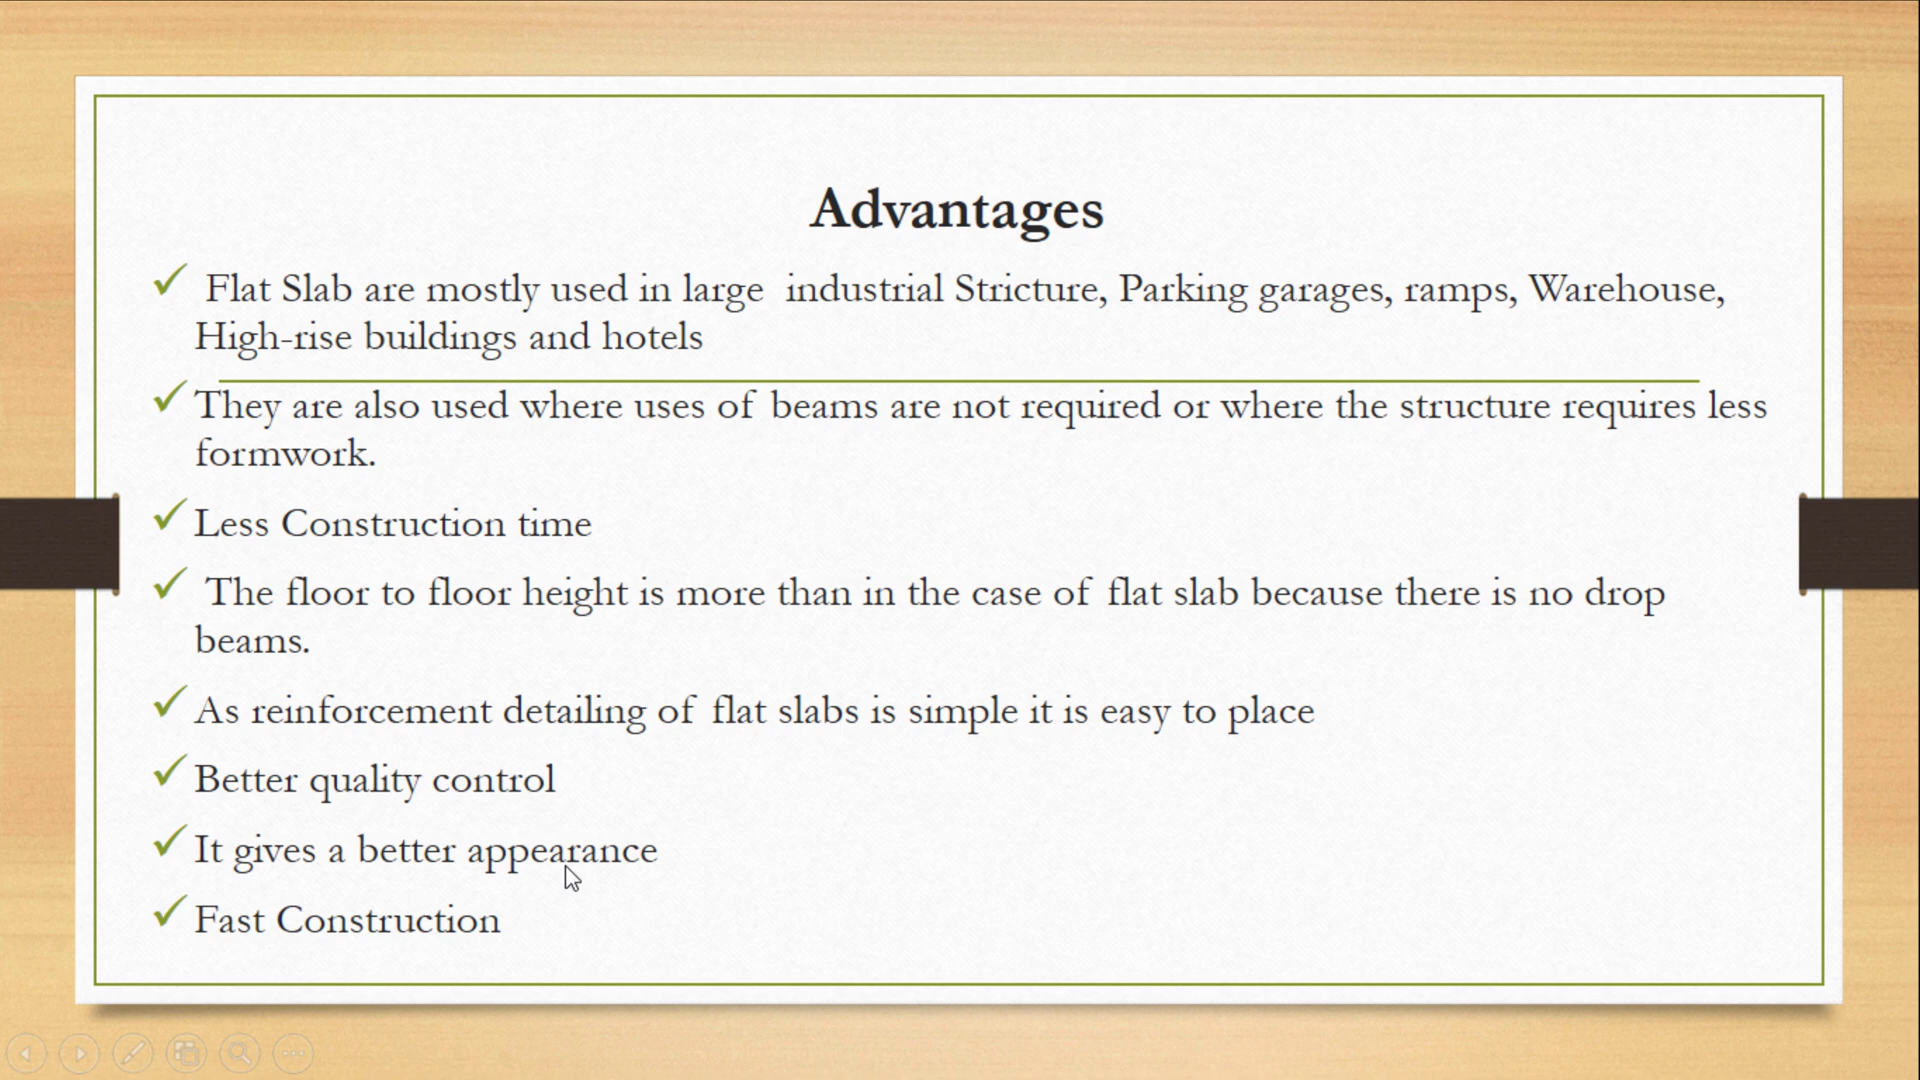 Advantages
Flat Slab are mostly used in large industrial Stricture, Parking garages, ramps, Warehouse,
High-rise buildings and hotels
They are also used where uses of beams are not required or where the structure requires less
formwork.
Less Construction time
The floor to floor height is more than in the case of flat slab because there is no drop
beams.
As reinforcement detailing of flat slabs is simple it is easy to place
Better quality control
It gives a better appearance
Fast Construction